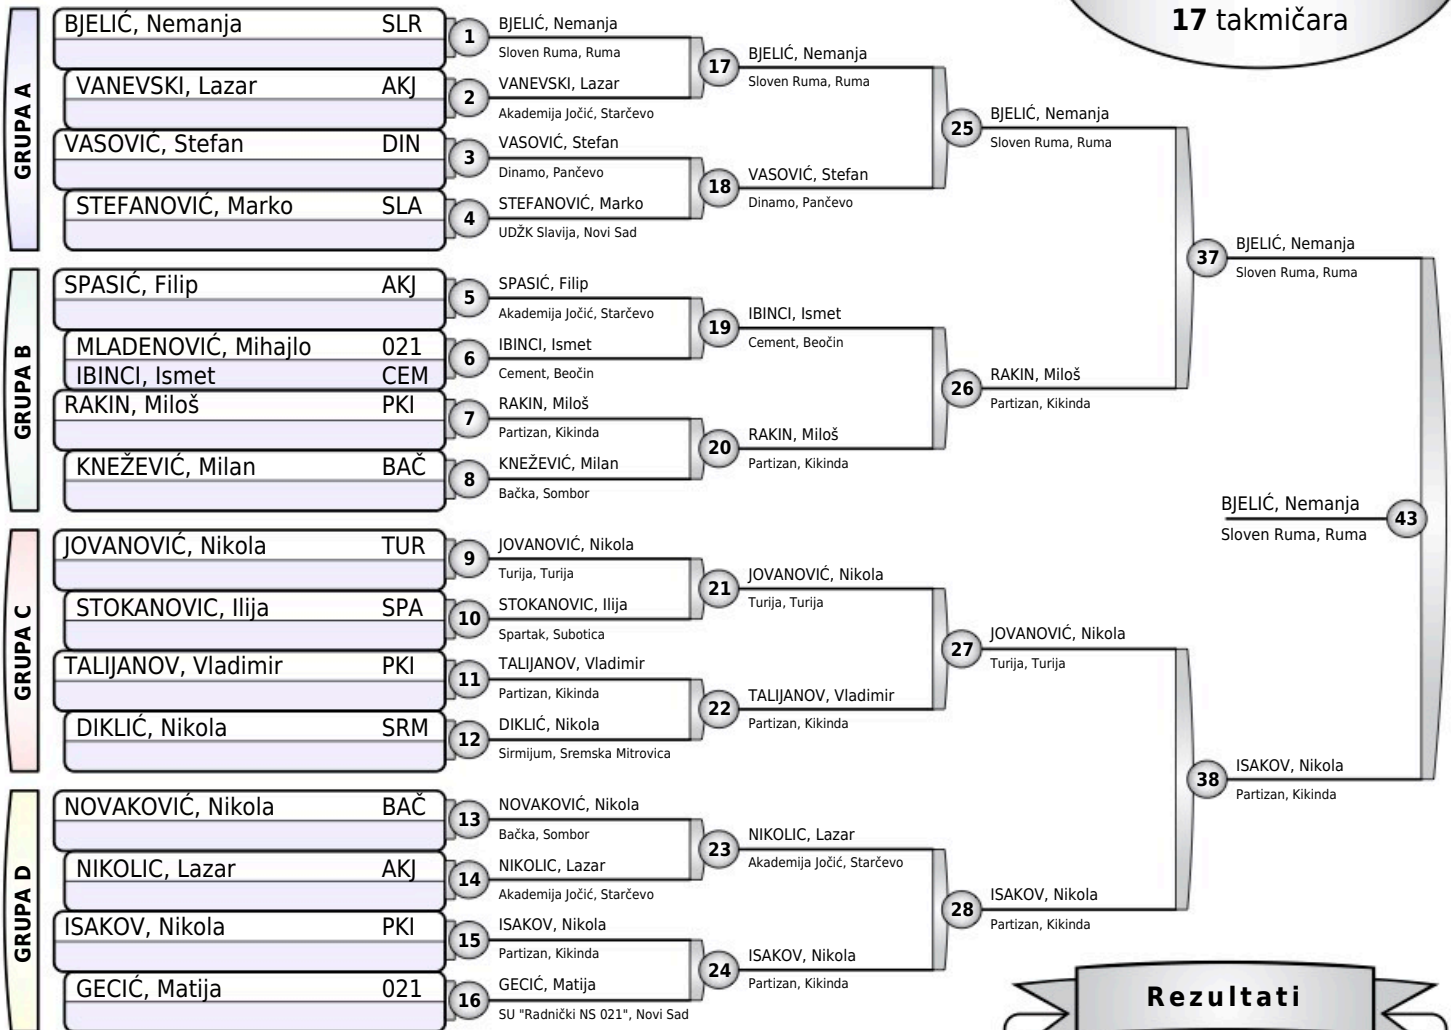 17 takmičara
GRUPA A
BJELIĆ, Nemanja SLR
VANEVSKI, Lazar AKJ
VASOVIĆ, Stefan DIN
STEFANOVIĆ, Marko SLA
1
BJELIĆ, Nemanja
Sloven Ruma, Ruma
2
VANEVSKI, Lazar
Akademija Jočić, Starčevo
3
VASOVIĆ, Stefan
Dinamo, Pančevo
4
STEFANOVIĆ, Marko
UDŽK Slavija, Novi Sad
17
BJELIĆ, Nemanja
Sloven Ruma, Ruma
18
VASOVIĆ, Stefan
Dinamo, Pančevo
25
BJELIĆ, Nemanja
Sloven Ruma, Ruma
GRUPA B
SPASIĆ, Filip AKJ
MLADENOVIĆ, Mihajlo 021
IBINCI, Ismet CEM
RAKIN, Miloš PKI
KNEŽEVIĆ, Milan BAČ
5
SPASIĆ, Filip
Akademija Jočić, Starčevo
6
IBINCI, Ismet
Cement, Beočin
7
RAKIN, Miloš
Partizan, Kikinda
8
KNEŽEVIĆ, Milan
Bačka, Sombor
19
IBINCI, Ismet
Cement, Beočin
20
RAKIN, Miloš
Partizan, Kikinda
26
RAKIN, Miloš
Partizan, Kikinda
37
BJELIĆ, Nemanja
Sloven Ruma, Ruma
GRUPA C
JOVANOVIĆ, Nikola TUR
STOKANOVIC, Ilija SPA
TALIJANOV, Vladimir PKI
DIKLIĆ, Nikola SRM
9
JOVANOVIĆ, Nikola
Turija, Turija
10
STOKANOVIC, Ilija
Spartak, Subotica
11
TALIJANOV, Vladimir
Partizan, Kikinda
12
DIKLIĆ, Nikola
Sirmijum, Sremska Mitrovica
21
JOVANOVIĆ, Nikola
Turija, Turija
22
TALIJANOV, Vladimir
Partizan, Kikinda
27
JOVANOVIĆ, Nikola
Turija, Turija
GRUPA D
NOVAKOVIĆ, Nikola BAČ
NIKOLIC, Lazar AKJ
ISAKOV, Nikola PKI
GECIĆ, Matija 021
13
NOVAKOVIĆ, Nikola
Bačka, Sombor
14
NIKOLIC, Lazar
Akademija Jočić, Starčevo
15
ISAKOV, Nikola
Partizan, Kikinda
16
GECIĆ, Matija
SU "Radnički NS 021", Novi Sad
23
NIKOLIC, Lazar
Akademija Jočić, Starčevo
24
ISAKOV, Nikola
Partizan, Kikinda
28
ISAKOV, Nikola
Partizan, Kikinda
38
ISAKOV, Nikola
Partizan, Kikinda
BJELIĆ, Nemanja
43
Sloven Ruma, Ruma
Rezultati